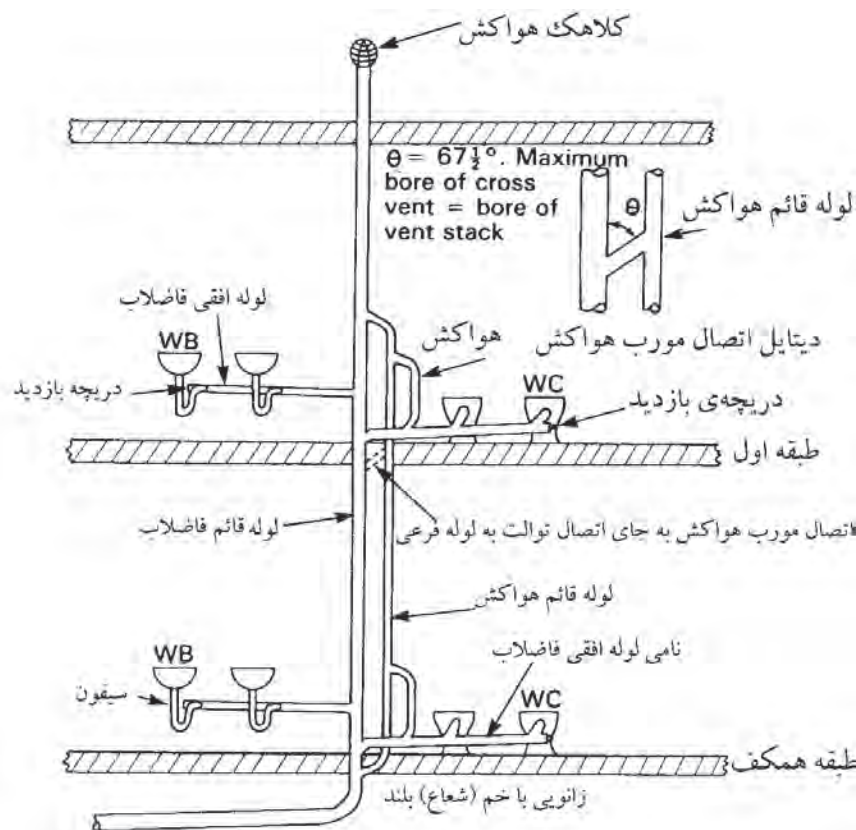 کلاهک هواکش
θ = 67½°. Maximum
bore of cross
vent = bore of
vent stack
θ
لوله قائم هواکش
لوله افقی فاضلاب
WB
هواکش
دیتایل اتصال مورب هواکش
WC
دریچه بازدید
دریچه‌ی بازدید
طبقه اول
لوله قائم فاضلاب
*اتصال مورب هواکش به جای اتصال توالت به لوله فرعی
لوله قائم هواکش
WB
نامی لوله افقی فاضلاب
سیفون
WC
طبقه همکف
زانویی با خم (شعاع) بلند